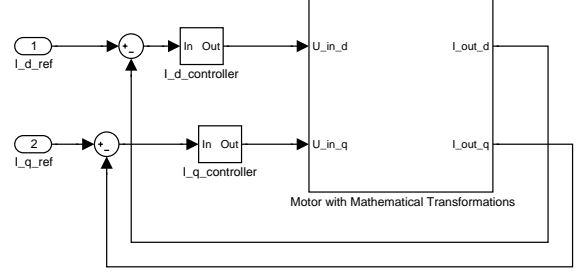 1
I_d_ref
+
−
In Out
I_d_controller
U_in_d
I_out_d
2
I_q_ref
+
−
In Out
I_q_controller
U_in_q
I_out_q
Motor with Mathematical Transformations